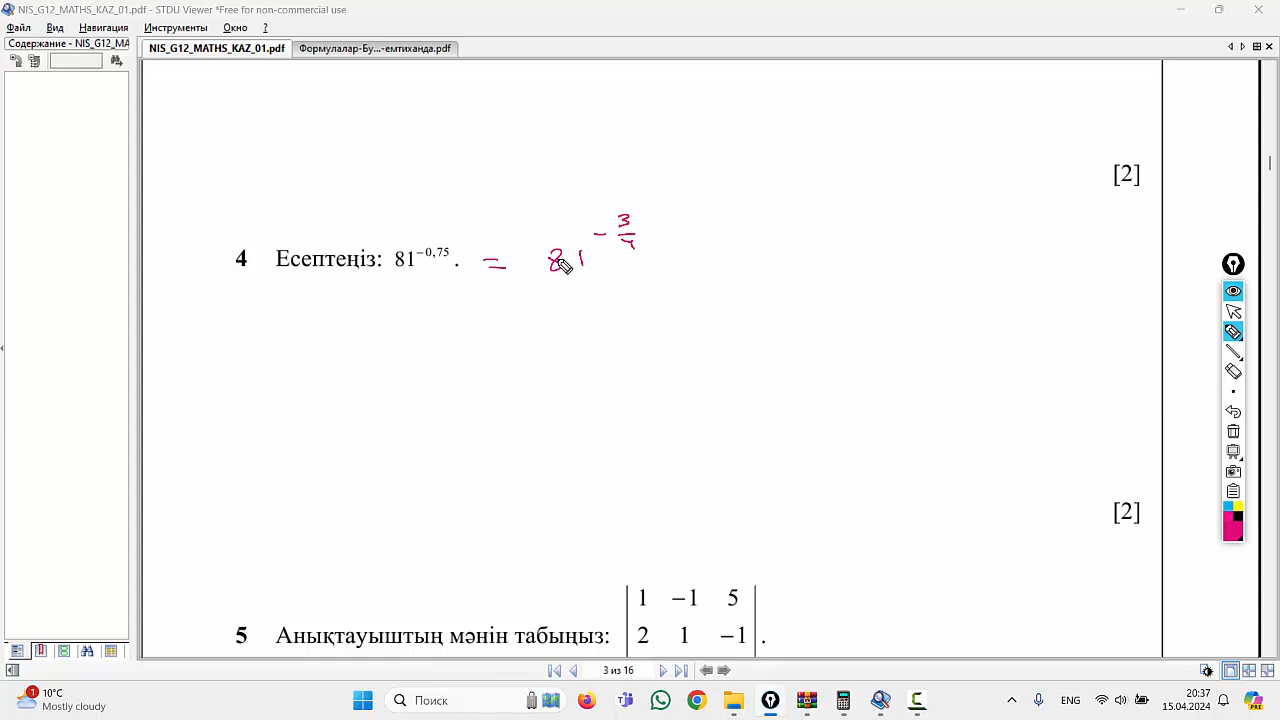 NIS_G12_MATHS_KAZ_01.pdf - STDU Viewer *Free for non-commercial use
Файл Вид Навигация Инструменты Окно ?
Содержание - NIS_G12_MA
NIS_G12_MATHS_KAZ_01.pdf Формулалар-Бу...-емтиханда.pdf
[2]
4 Есептеңіз: 81^−0,75 . = 81^-3/4
[2]
5 Анықтауыштың мәнін табыңыз:
1 −1 5
2 1 −1 .
3 из 16
1
10°C
Mostly cloudy
Поиск
ENG
20:37
15.04.2024
PRE